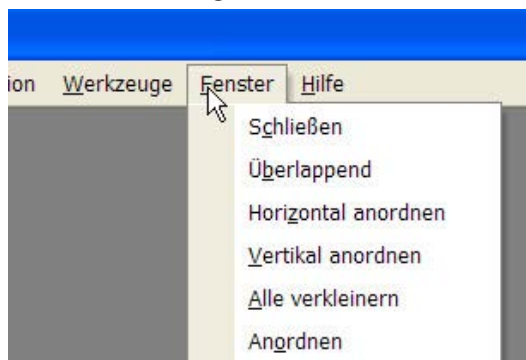 ion Werkzeuge Fenster Hilfe
Schließen
Überlappend
Horizontal anordnen
Vertikal anordnen
Alle verkleinern
Anordnen